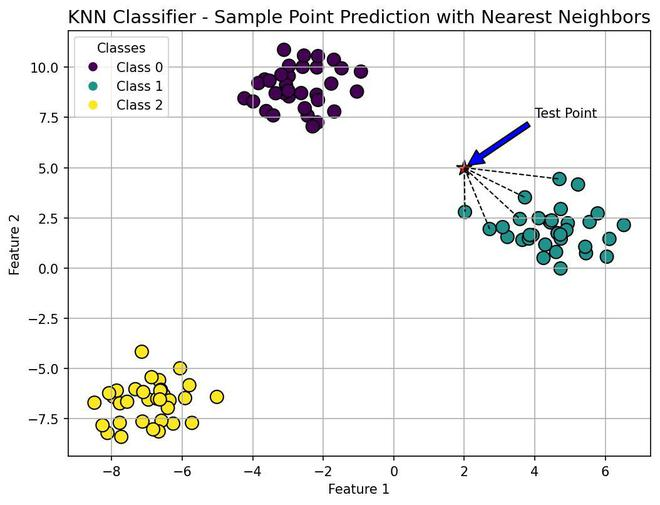 KNN Classifier - Sample Point Prediction with Nearest Neighbors
Classes
Class 0
Class 1
Class 2
Test Point
Feature 2
10.0
7.5
5.0
2.5
0.0
−2.5
−5.0
−7.5
−8 −6 −4 −2 0 2 4 6
Feature 1